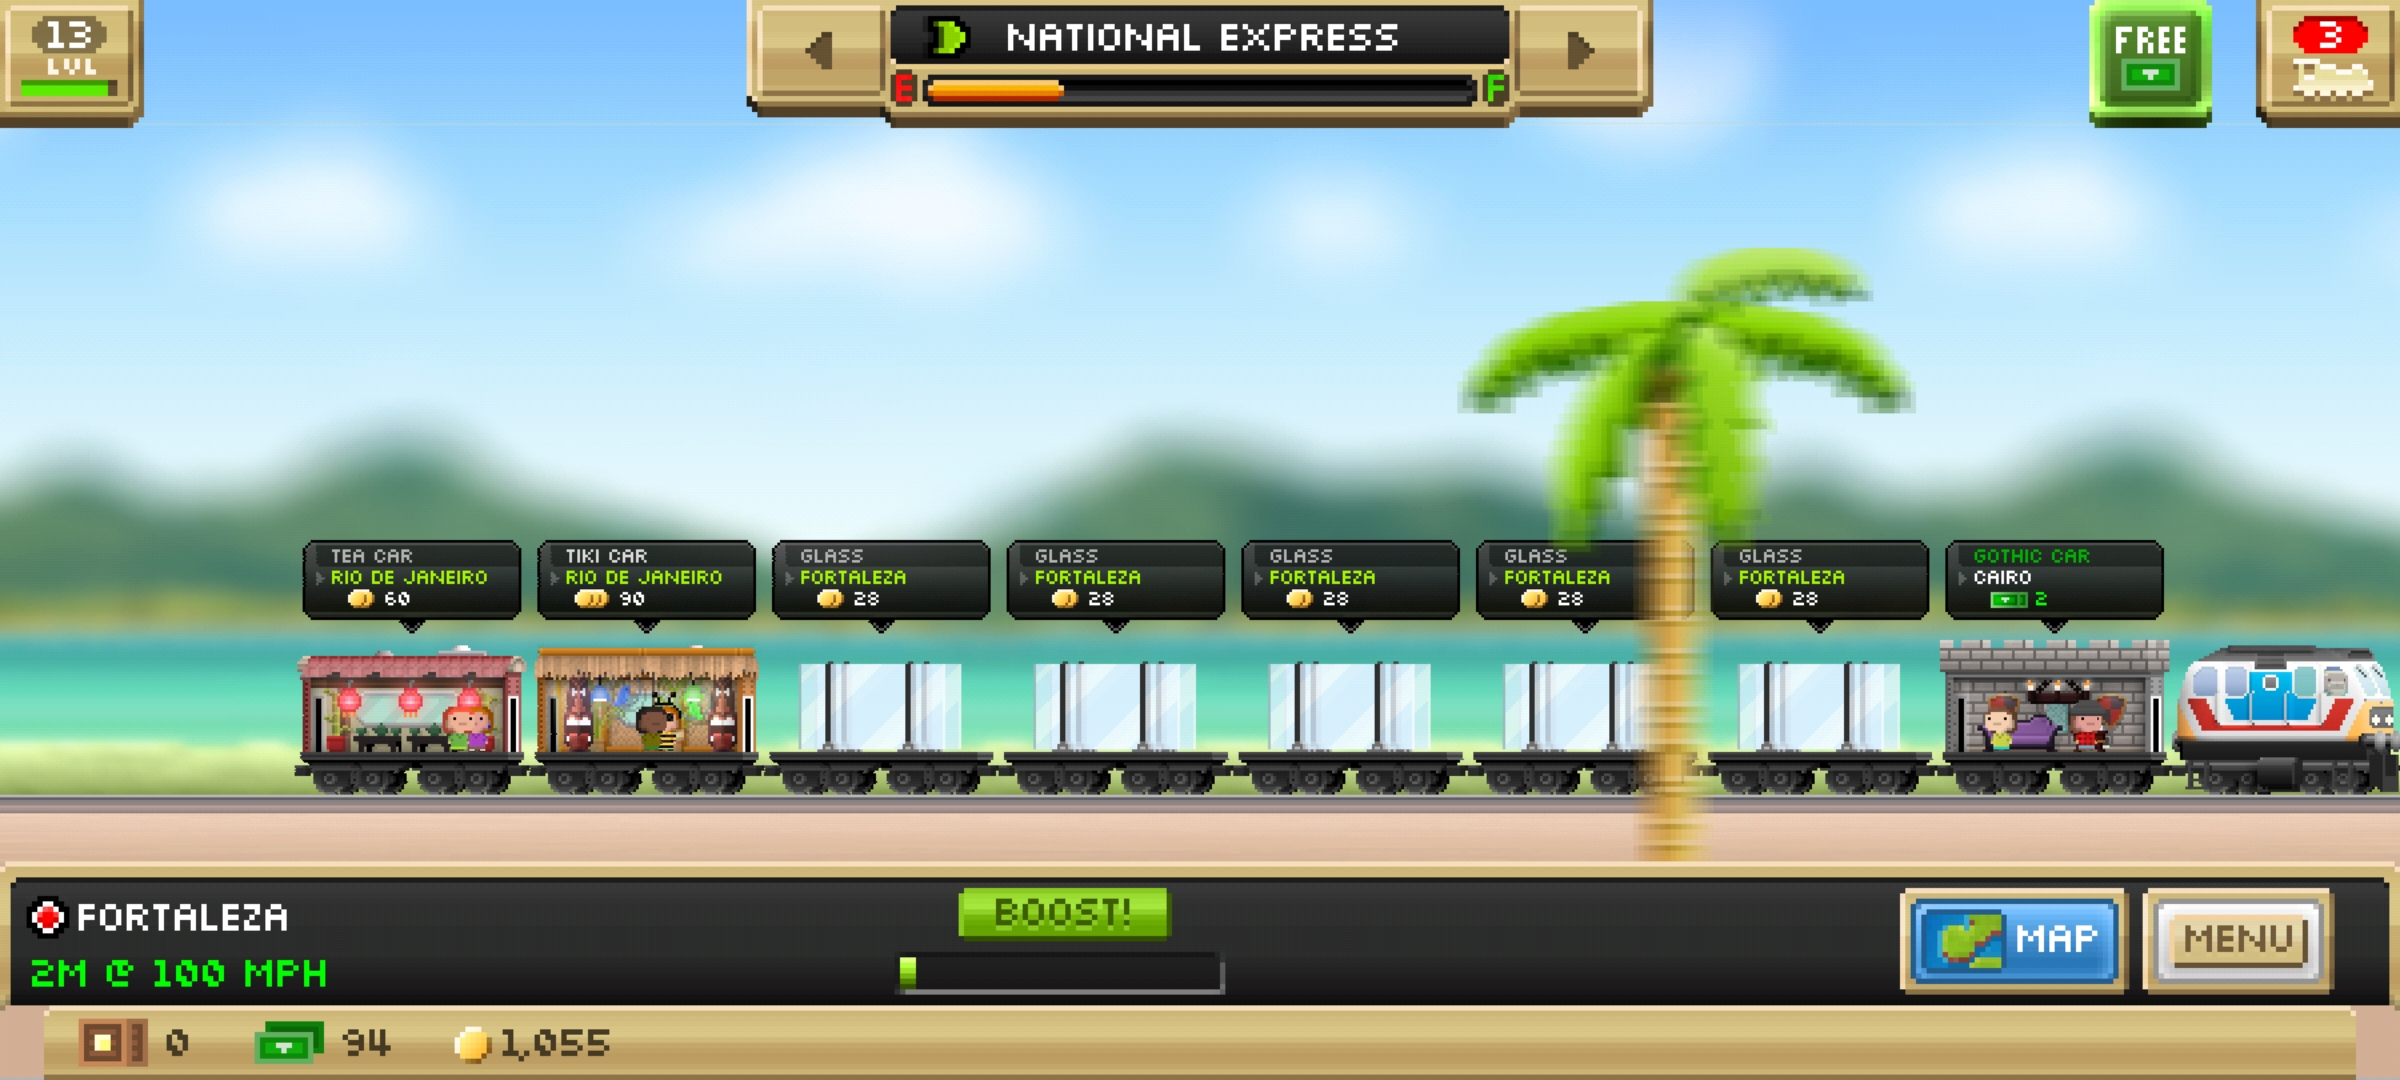 13
LVL
NATIONAL EXPRESS
E F
FREE
3
TEA CAR
RIO DE JANEIRO
60
TIKI CAR
RIO DE JANEIRO
90
GLASS
FORTALEZA
28
GLASS
FORTALEZA
28
GLASS
FORTALEZA
28
GLASS
FORTALEZA
28
GLASS
FORTALEZA
28
GOTHIC CAR
CAIRO
2
FORTALEZA
2M @ 100 MPH
BOOST!
MAP
MENU
0 94 1,055